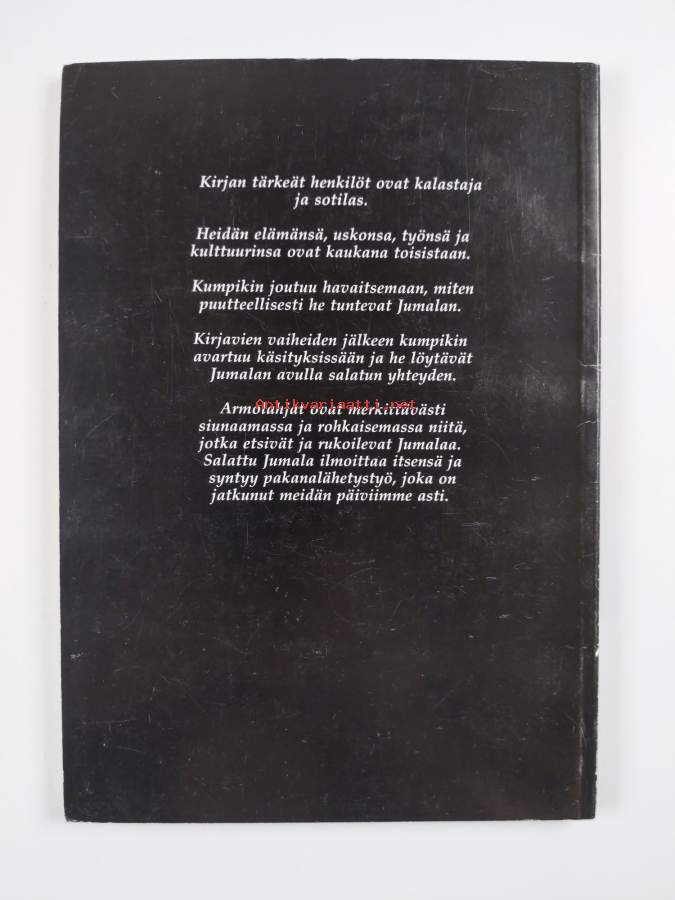 Kirjan tärkeät henkilöt ovat kalastaja
ja sotilas.
Heidän elämänsä, uskonsa, työnsä ja
kulttuurinsa ovat kaukana toisistaan.
Kumpikin joutuu havaitsemaan, miten
puutteellisesti he tuntevat Jumalan.
Kirjavien vaiheiden jälkeen kumpikin
avartuu käsityksissään ja he löytävät
Jumalan avulla salatun yhteyden.
Antikvariaatti.net
Armolahjat ovat merkittävästi
siunaamassa ja rohkaisemassa niitä,
jotka etsivät ja rukoilevat Jumalaa.
Salattu Jumala ilmoittaa itsensä ja
syntyy pakanalähetystyö, joka on
jatkunut meidän päiviimme asti.